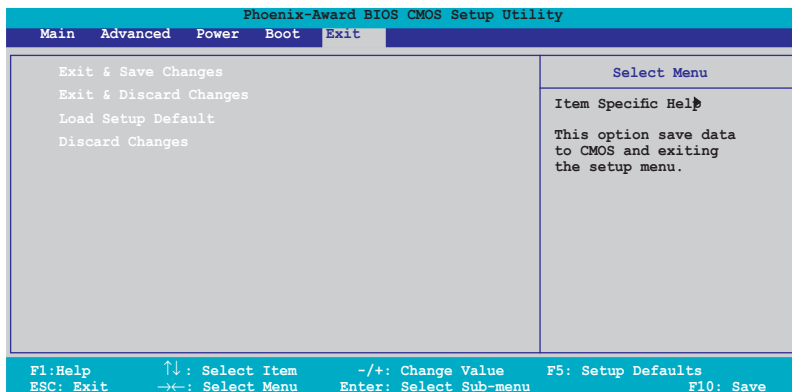 Phoenix-Award BIOS CMOS Setup Utility
Main Advanced Power Boot Exit
Exit & Save Changes
Exit & Discard Changes
Load Setup Default
Discard Changes
Select Menu
Item Specific Help
This option save data
to CMOS and exiting
the setup menu.
F1:Help ↑↓: Select Item -/+: Change Value F5: Setup Defaults
ESC: Exit →←: Select Menu Enter: Select Sub-menu F10: Save